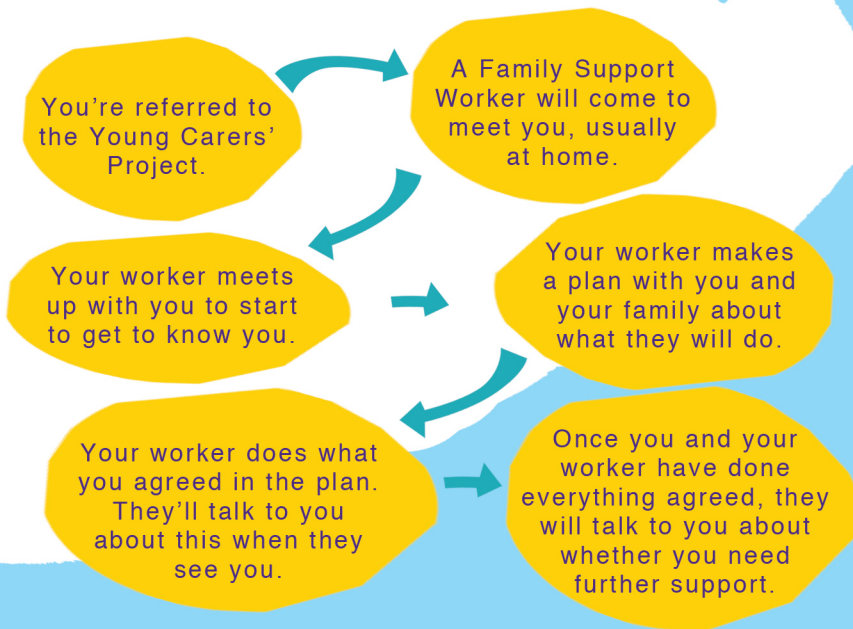 You’re referred to
the Young Carers’
Project.
A Family Support
Worker will come to
meet you, usually
at home.
Your worker meets
up with you to start
to get to know you.
Your worker makes
a plan with you and
your family about
what they will do.
Your worker does what
you agreed in the plan.
They’ll talk to you
about this when they
see you.
Once you and your
worker have done
everything agreed, they
will talk to you about
whether you need
further support.